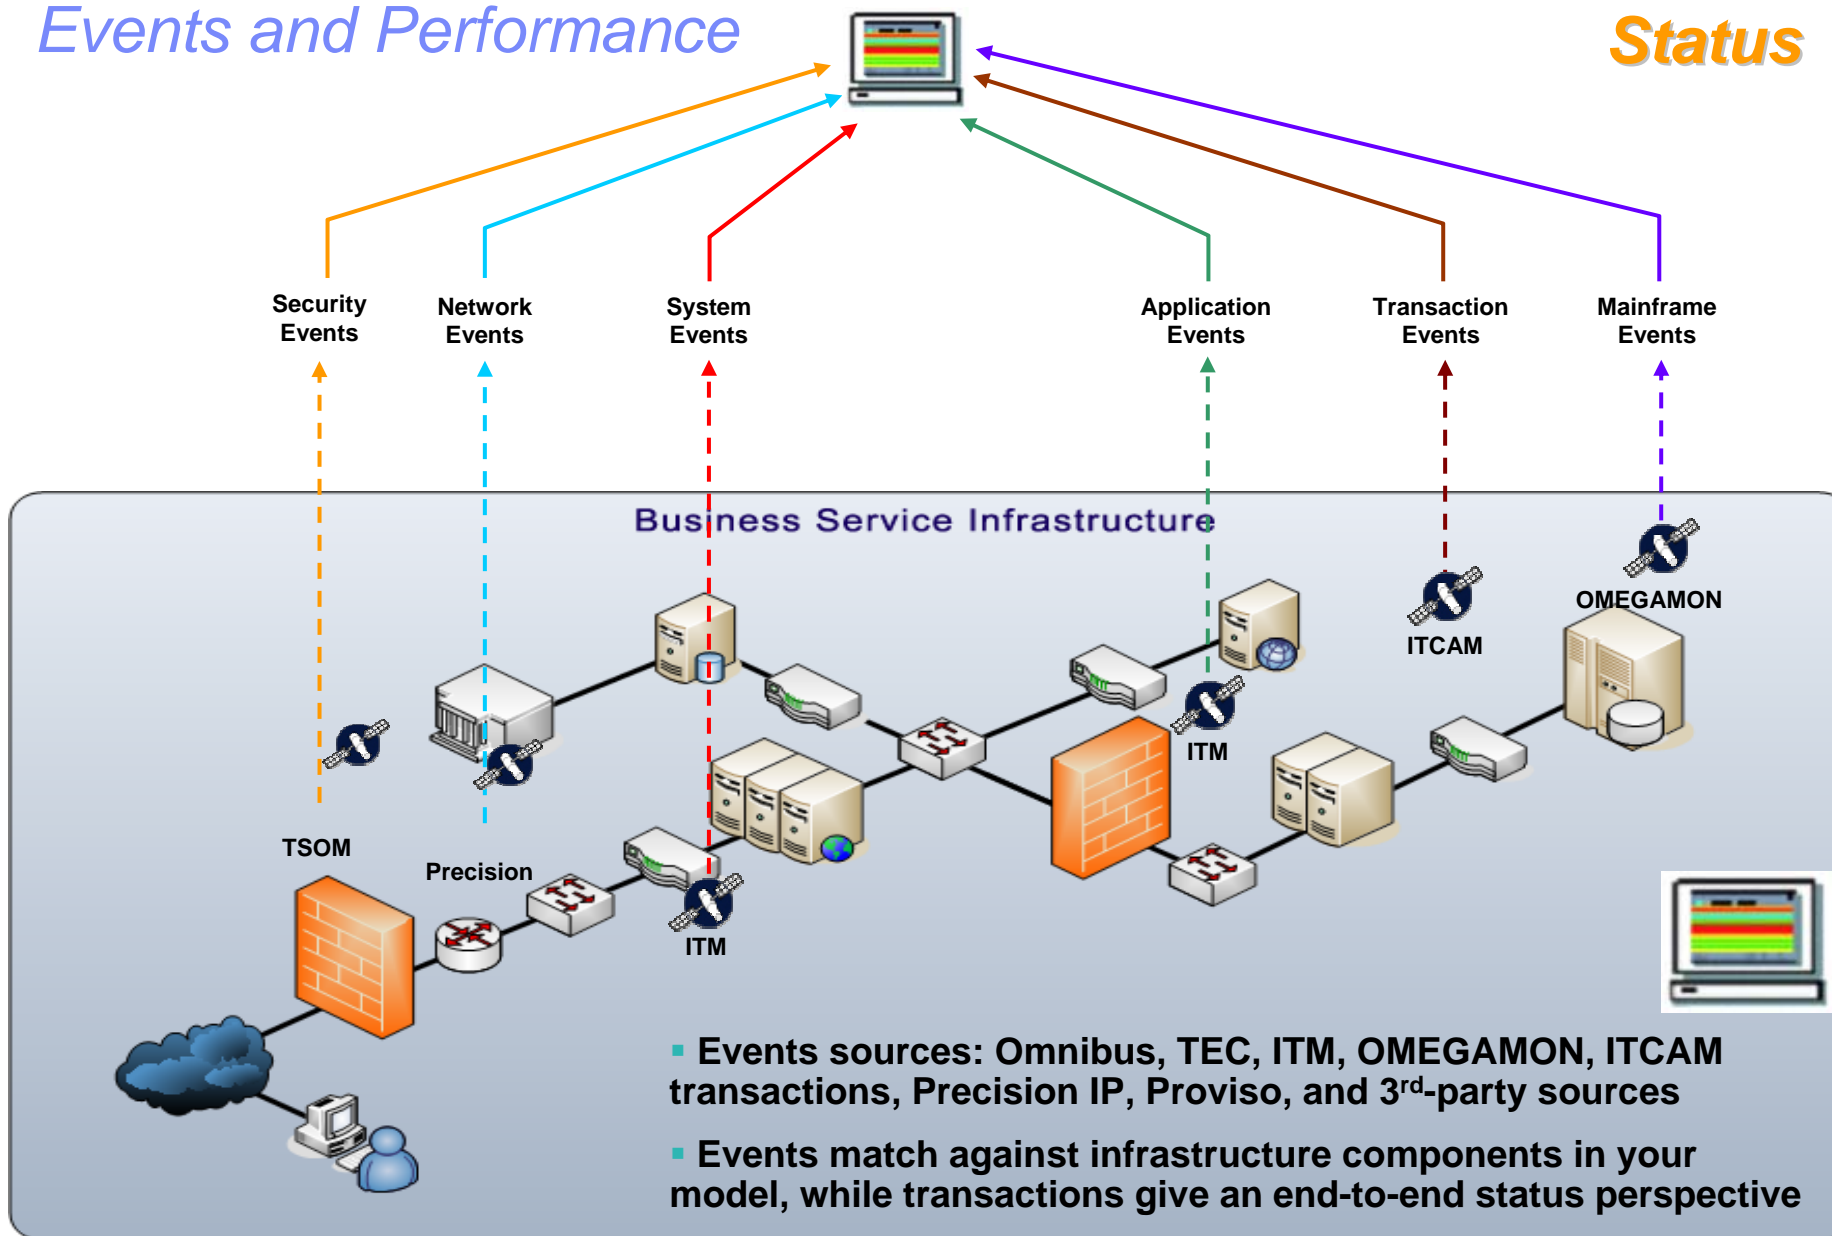 Events and Performance
Status
Security
Events
Network
Events
System
Events
Application
Events
Transaction
Events
Mainframe
Events
Business Service Infrastructure
OMEGAMON
ITCAM
ITM
TSOM
Precision
ITM
▪ Events sources: Omnibus, TEC, ITM, OMEGAMON, ITCAM
transactions, Precision IP, Proviso, and 3rd-party sources
▪ Events match against infrastructure components in your
model, while transactions give an end-to-end status perspective